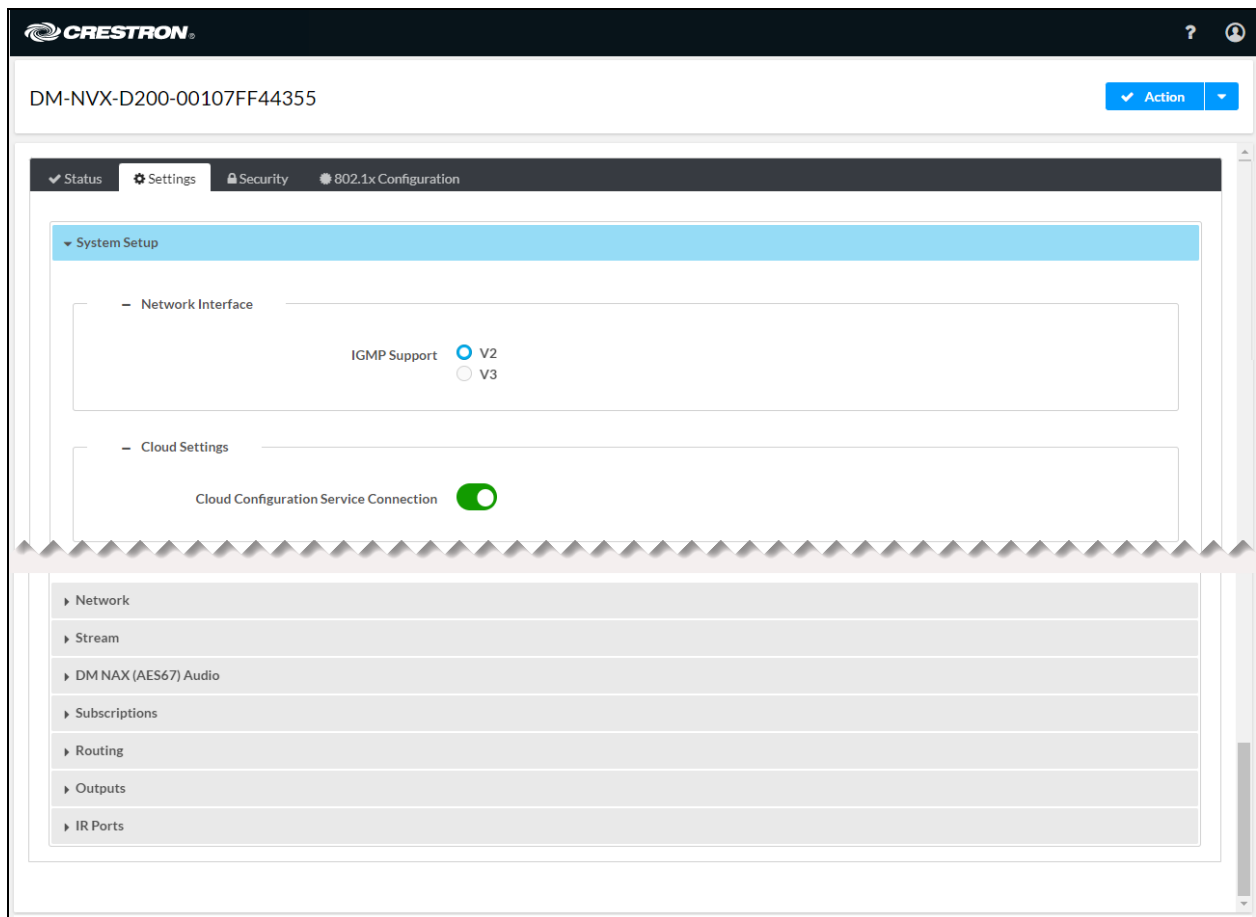 CRESTRON®
?
DM-NVX-D200-00107FF44355
Action
Status Settings Security 802.1x Configuration
System Setup
Network Interface
IGMP Support V2
V3
Cloud Settings
Cloud Configuration Service Connection
Network
Stream
DM NAX (AES67) Audio
Subscriptions
Routing
Outputs
IR Ports